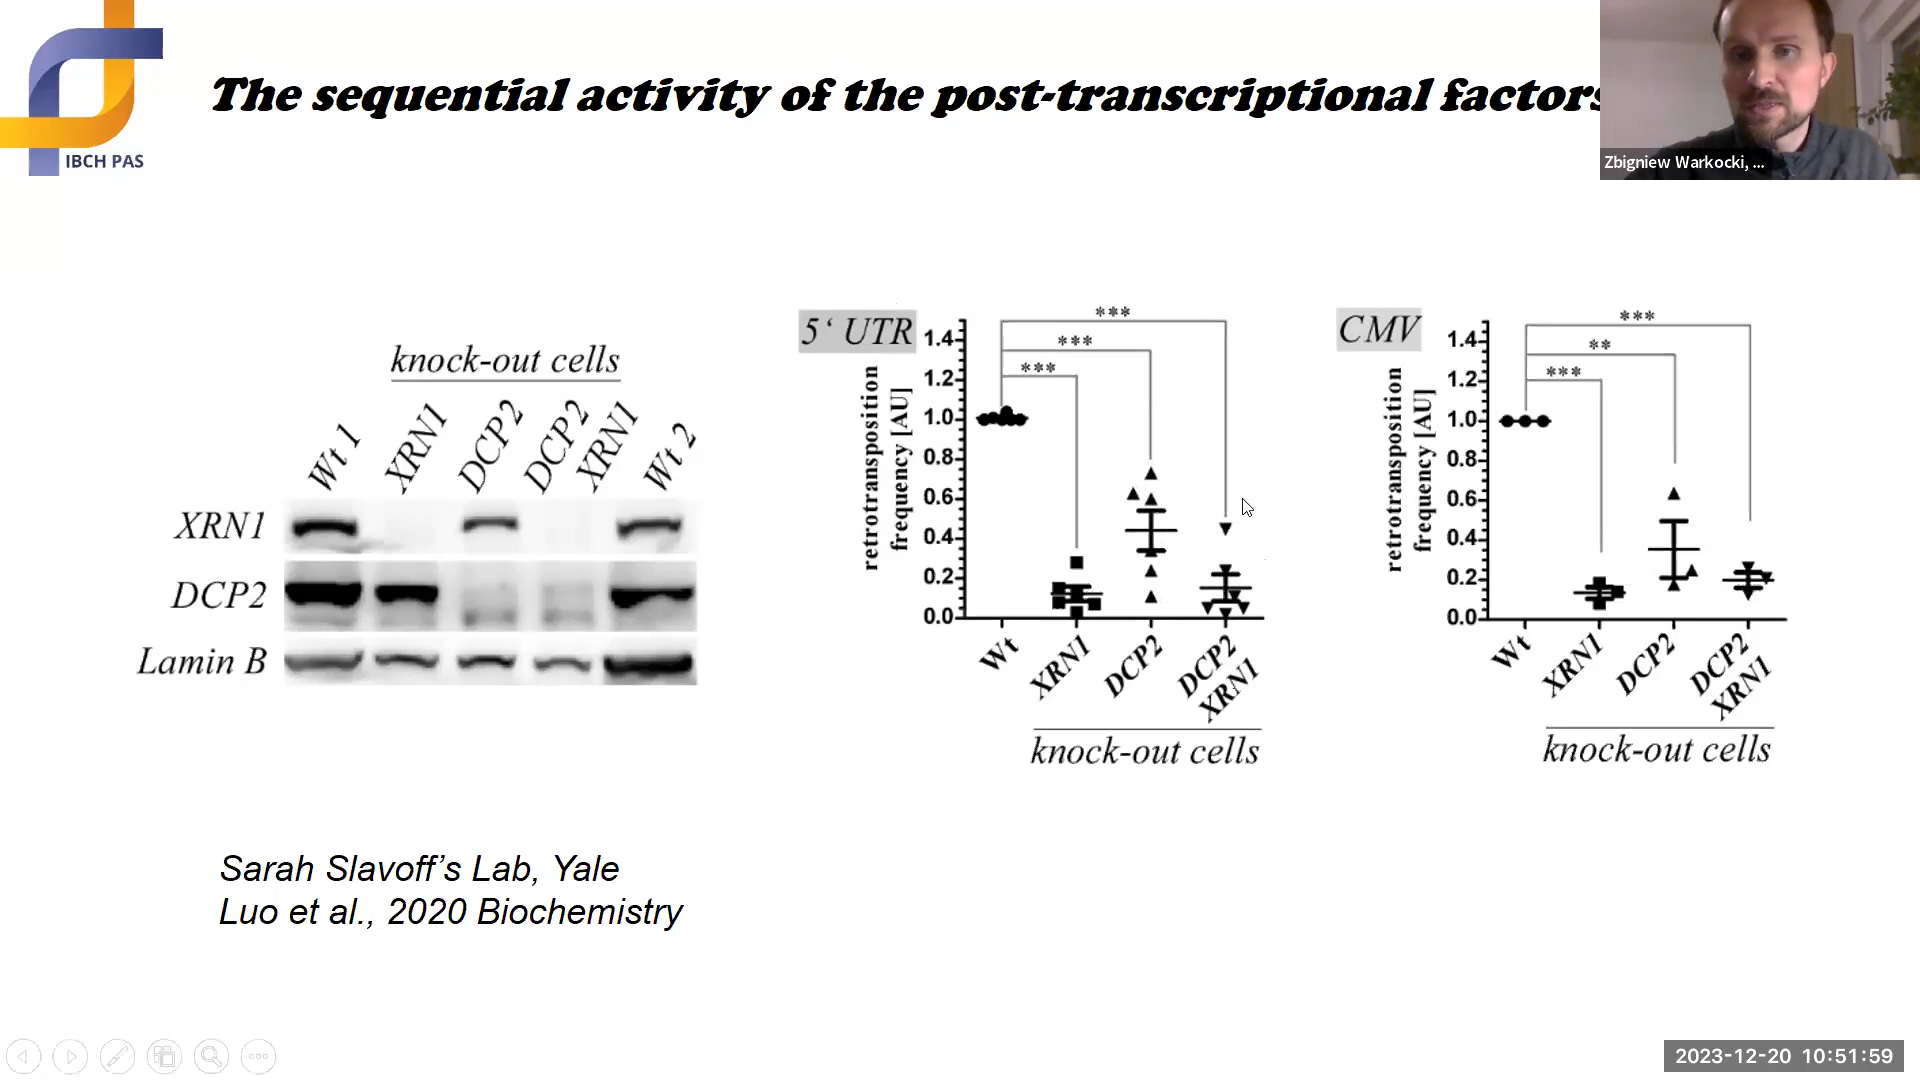 IBCH PAS
The sequential activity of the post-transcriptional factors
Zbigniew Warkocki, ...
knock-out cells
Wt 1
XRN1
DCP2
DCP2
XRN1
Wt 2
XRN1
DCP2
Lamin B
5‘ UTR
retrotransposition
frequency [AU]
1.4
1.2
1.0
0.8
0.6
0.4
0.2
0.0
***
***
***
Wt
XRN1
DCP2
DCP2
XRN1
knock-out cells
CMV
retrotransposition
frequency [AU]
1.4
1.2
1.0
0.8
0.6
0.4
0.2
0.0
***
**
***
Wt
XRN1
DCP2
DCP2
XRN1
knock-out cells
Sarah Slavoff’s Lab, Yale
Luo et al., 2020 Biochemistry
2023-12-20 10:51:59